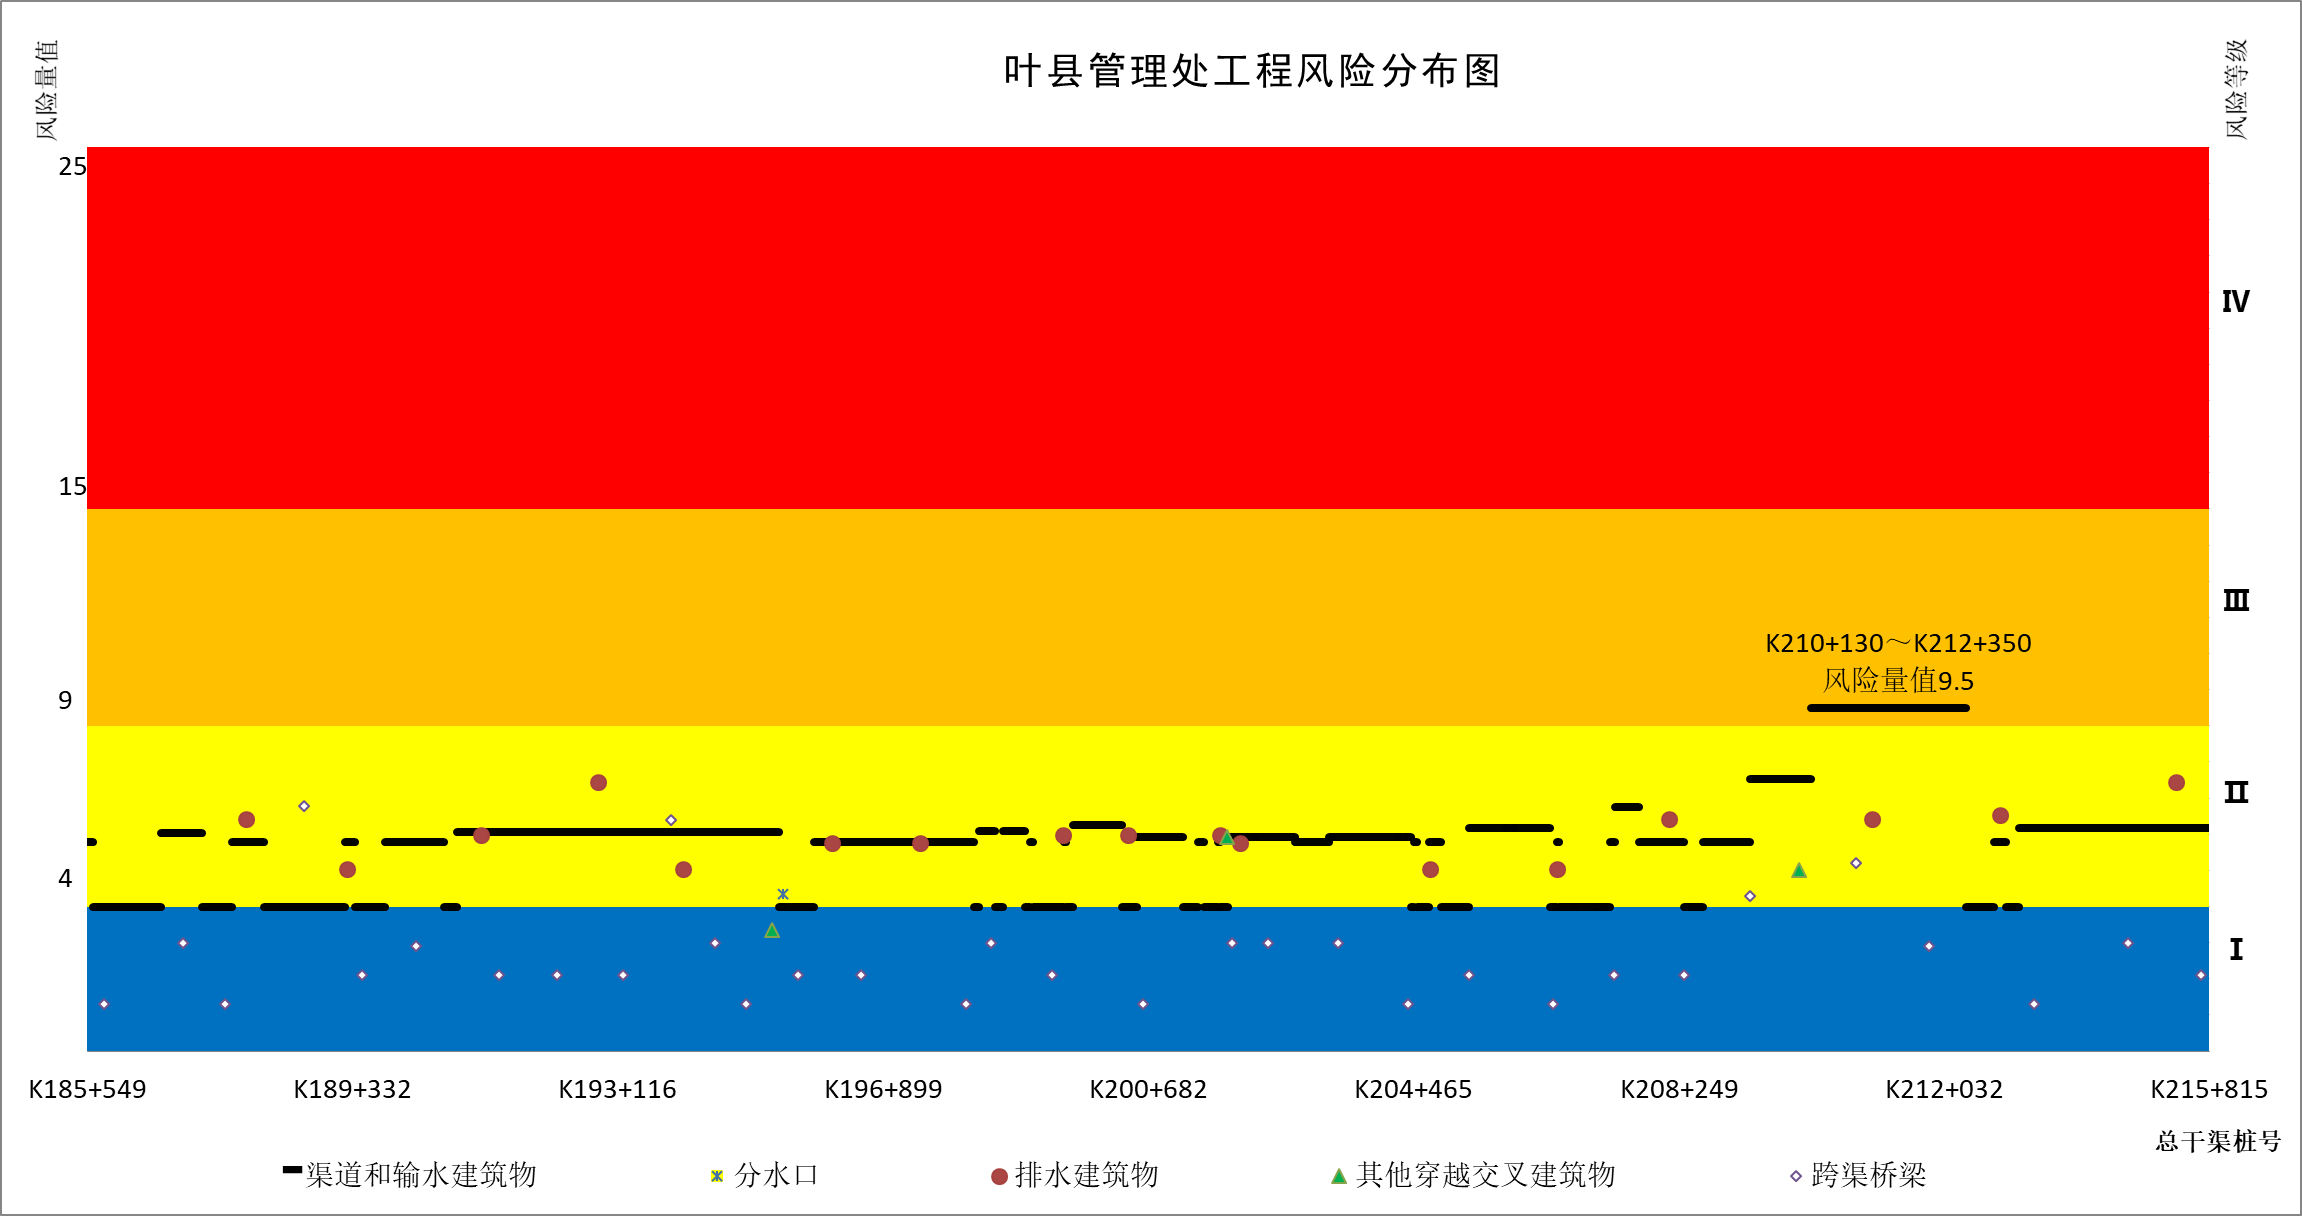 叶县管理处工程风险分布图
风险量值
风险等级
25
15
9
4
Ⅳ
Ⅲ
Ⅱ
Ⅰ
K210+130～K212+350
风险量值9.5
K185+549 K189+332 K193+116 K196+899 K200+682 K204+465 K208+249 K212+032 K215+815
总干渠桩号
渠道和输水建筑物 分水口 排水建筑物 其他穿越交叉建筑物 跨渠桥梁